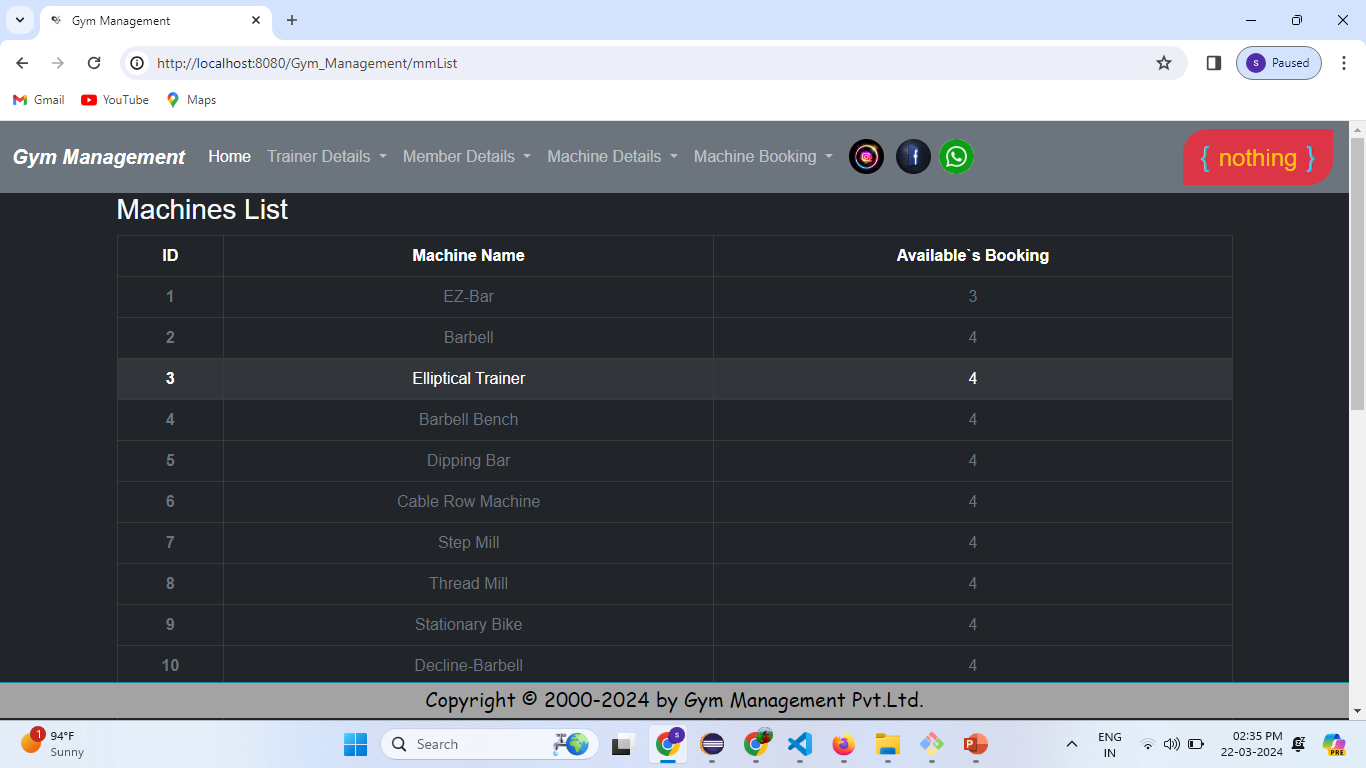 Gym Management
http://localhost:8080/Gym_Management/mmList
S Paused
Gmail YouTube Maps
Gym Management Home Trainer Details Member Details Machine Details Machine Booking { nothing }
Machines List
ID Machine Name Available`s Booking
1 EZ-Bar 3
2 Barbell 4
3 Elliptical Trainer 4
4 Barbell Bench 4
5 Dipping Bar 4
6 Cable Row Machine 4
7 Step Mill 4
8 Thread Mill 4
9 Stationary Bike 4
10 Decline-Barbell 4
Copyright © 2000-2024 by Gym Management Pvt.Ltd.
1 94°F
Sunny
Search
ENG
IN
02:35 PM
22-03-2024
PRE